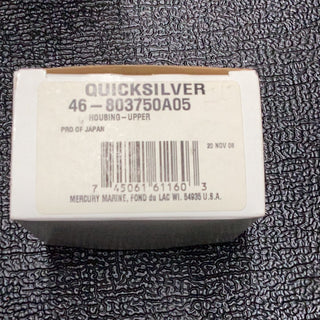 QUICKSILVER
46-803750A05
HOUSING-UPPER
PRD OF JAPAN
20 NOV 08
7 45061 61160 3
MERCURY MARINE, FOND du LAC WI. 54935 U.S.A.